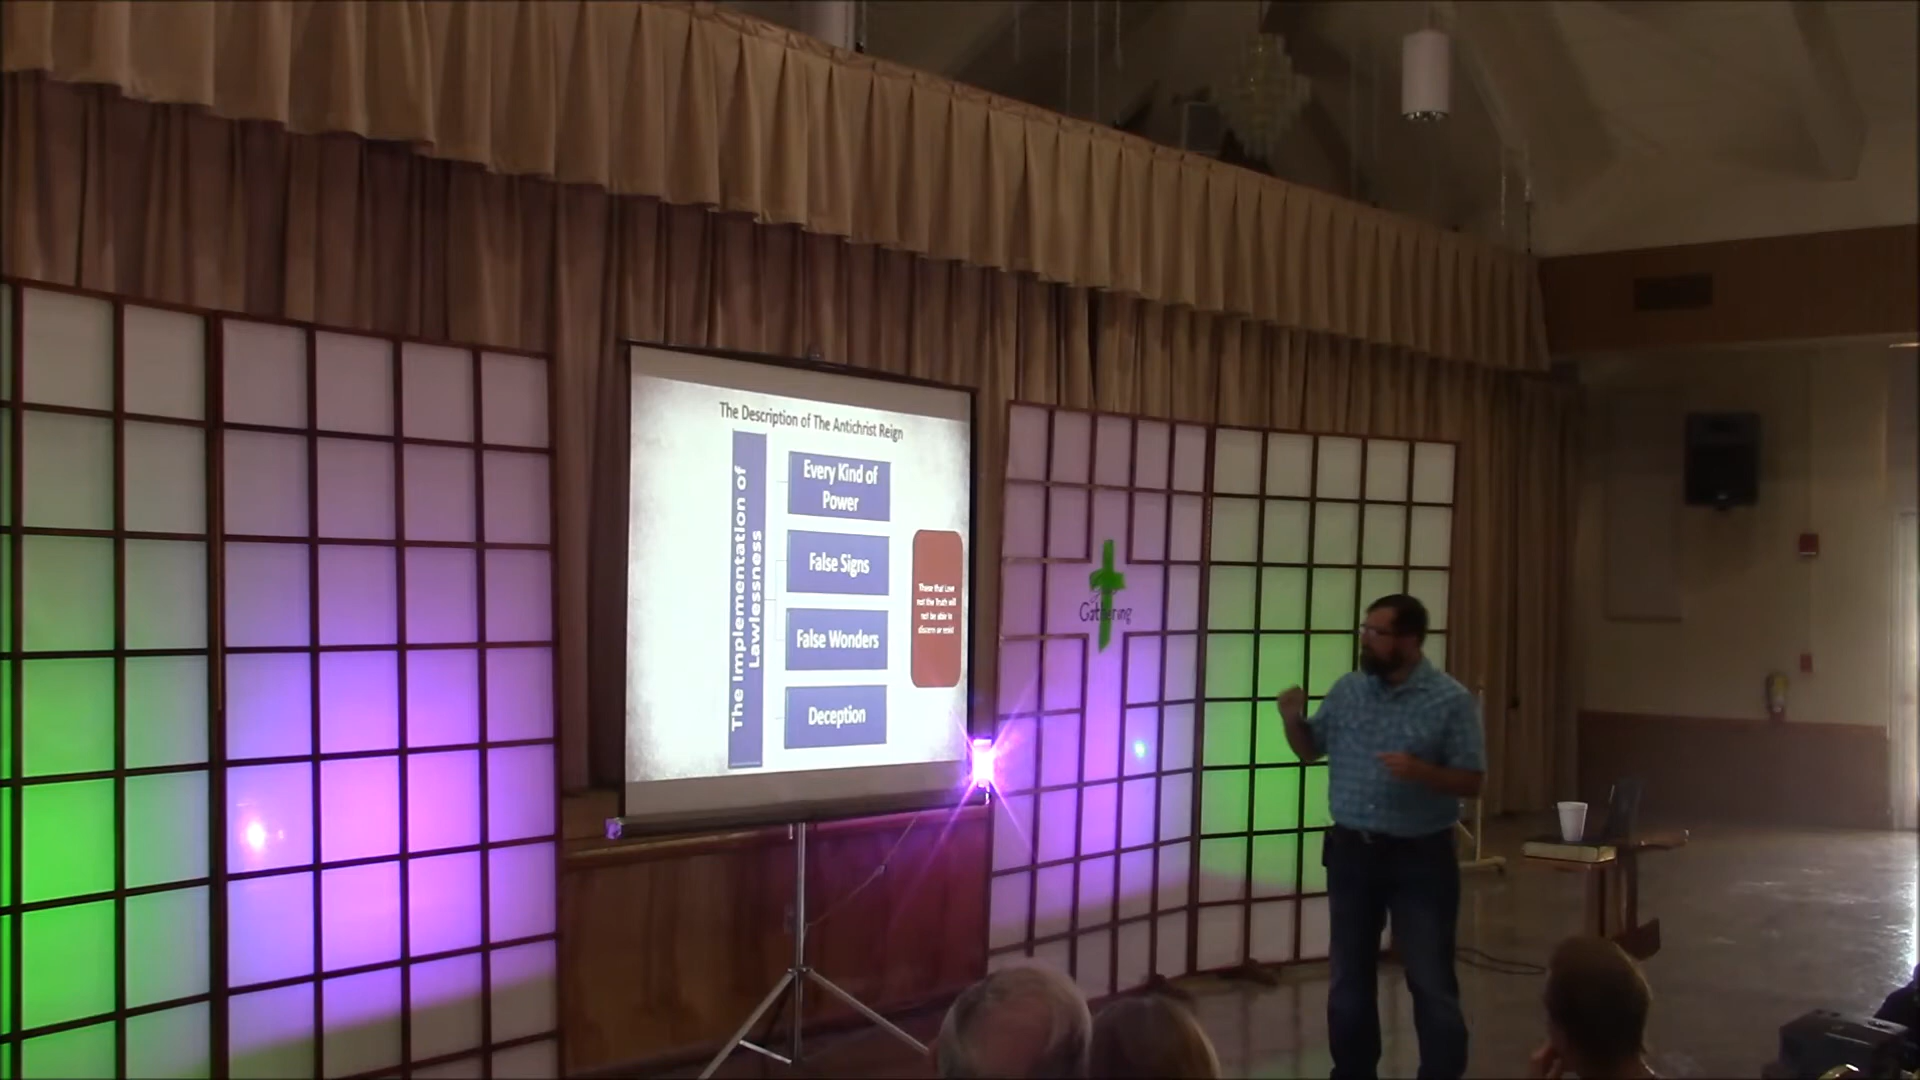 The Description of The Antichrist Reign
The Implementation of
Lawlessness
Every Kind of
Power
False Signs
False Wonders
Deception
Those that Love
not the Truth will
not be able to
discern or resist
Gathering